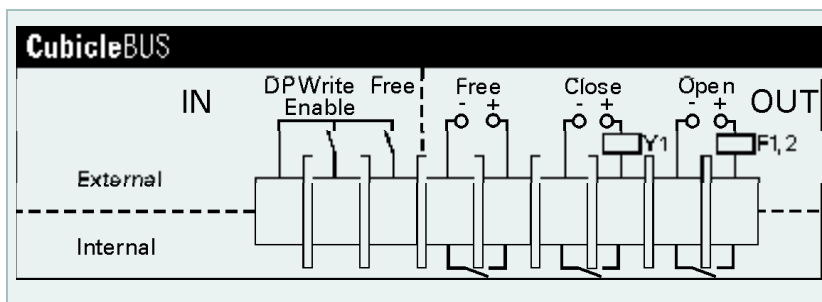 CubicleBUS
IN
DPWrite Free
Enable
Free
- +
Close
- +
Open
- +
OUT
Y1
F1, 2
External
Internal